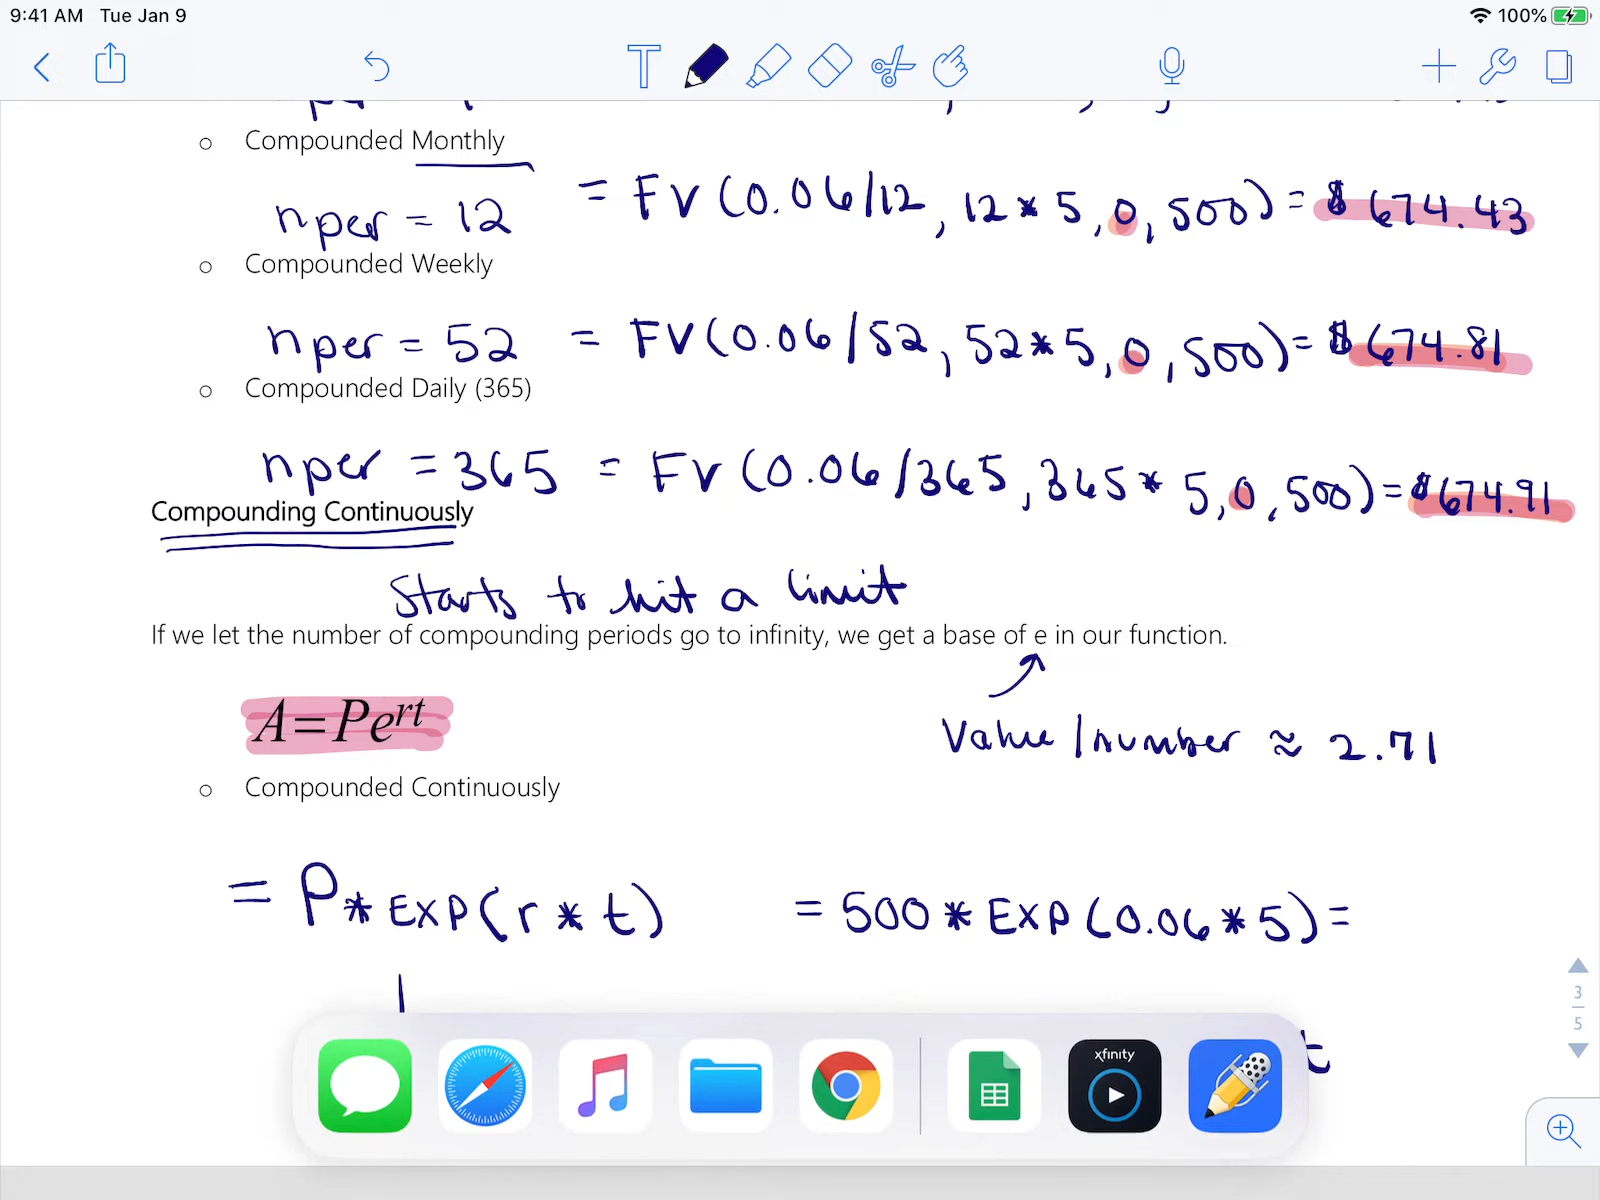 9:41 AM Tue Jan 9
100%
Compounded Monthly
nper = 12
= FV(0.06/12, 12*5, 0, 500) = $674.43
Compounded Weekly
nper = 52 = FV(0.06/52, 52*5, 0, 500) = $674.81
Compounded Daily (365)
nper = 365 = FV(0.06/365, 365*5, 0, 500) = $674.91
Compounding Continuously
Starts to hit a limit
If we let the number of compounding periods go to infinity, we get a base of e in our function.
A=Pe^rt
Value/number ≈ 2.71
Compounded Continuously
= P*EXP(r*t) = 500*EXP(0.06*5)=
3
5
t
xfinity